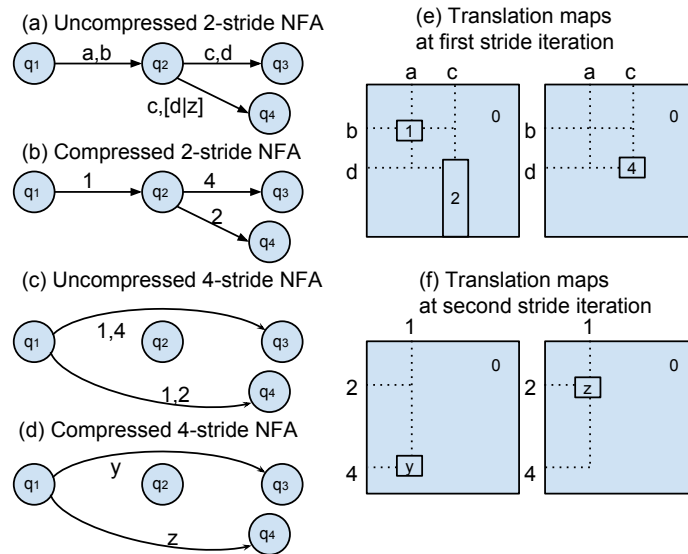 (a) Uncompressed 2-stride NFA
q1 a,b q2 c,d q3
c,[d|z] q4
(b) Compressed 2-stride NFA
q1 1 q2 4 q3
2 q4
(c) Uncompressed 4-stride NFA
q1 1,4 q2 q3
1,2 q4
(d) Compressed 4-stride NFA
q1 y q2 q3
z q4
(e) Translation maps
at first stride iteration
a c a c
0 0
b 1 b
d 2 d 4
(f) Translation maps
at second stride iteration
1 1
0 0
2 2 z
4 y 4